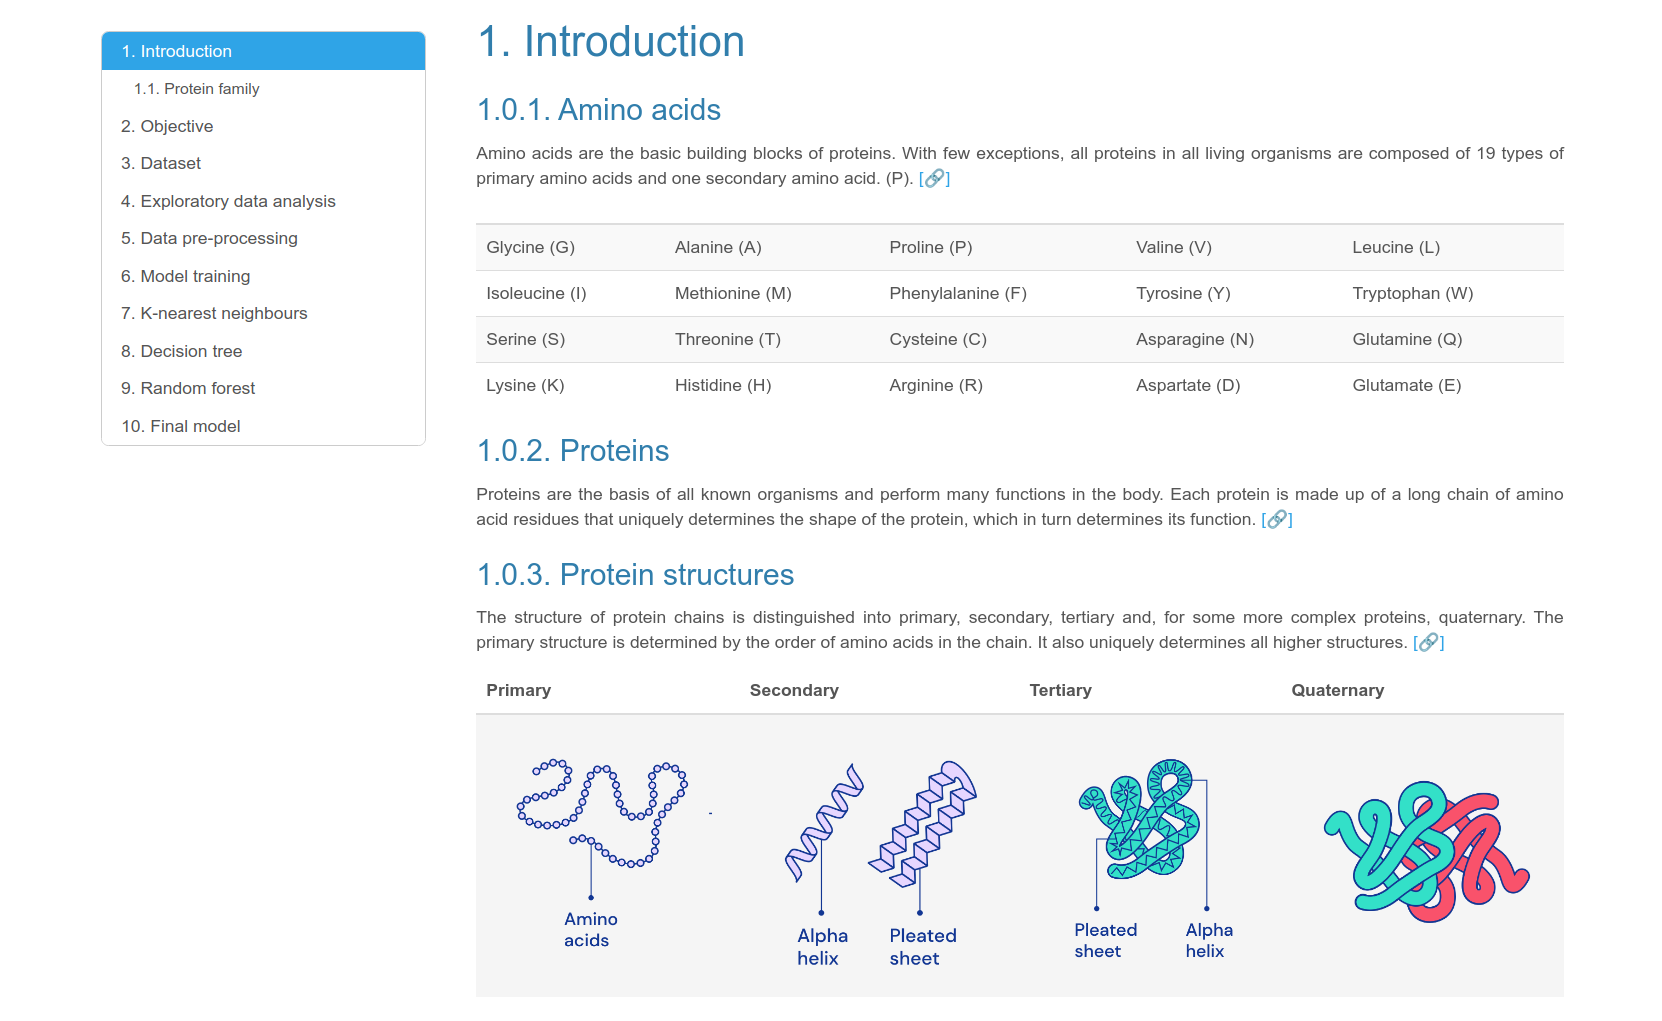 1. Introduction
1.1. Protein family
2. Objective
3. Dataset
4. Exploratory data analysis
5. Data pre-processing
6. Model training
7. K-nearest neighbours
8. Decision tree
9. Random forest
10. Final model
1. Introduction
1.0.1. Amino acids
Amino acids are the basic building blocks of proteins. With few exceptions, all proteins in all living organisms are composed of 19 types of
primary amino acids and one secondary amino acid. (P). [🔗]
Glycine (G) Alanine (A) Proline (P) Valine (V) Leucine (L)
Isoleucine (I) Methionine (M) Phenylalanine (F) Tyrosine (Y) Tryptophan (W)
Serine (S) Threonine (T) Cysteine (C) Asparagine (N) Glutamine (Q)
Lysine (K) Histidine (H) Arginine (R) Aspartate (D) Glutamate (E)
1.0.2. Proteins
Proteins are the basis of all known organisms and perform many functions in the body. Each protein is made up of a long chain of amino
acid residues that uniquely determines the shape of the protein, which in turn determines its function. [🔗]
1.0.3. Protein structures
The structure of protein chains is distinguished into primary, secondary, tertiary and, for some more complex proteins, quaternary. The
primary structure is determined by the order of amino acids in the chain. It also uniquely determines all higher structures. [🔗]
Primary Secondary Tertiary Quaternary
Amino
acids
Alpha
helix
Pleated
sheet
Pleated
sheet
Alpha
helix